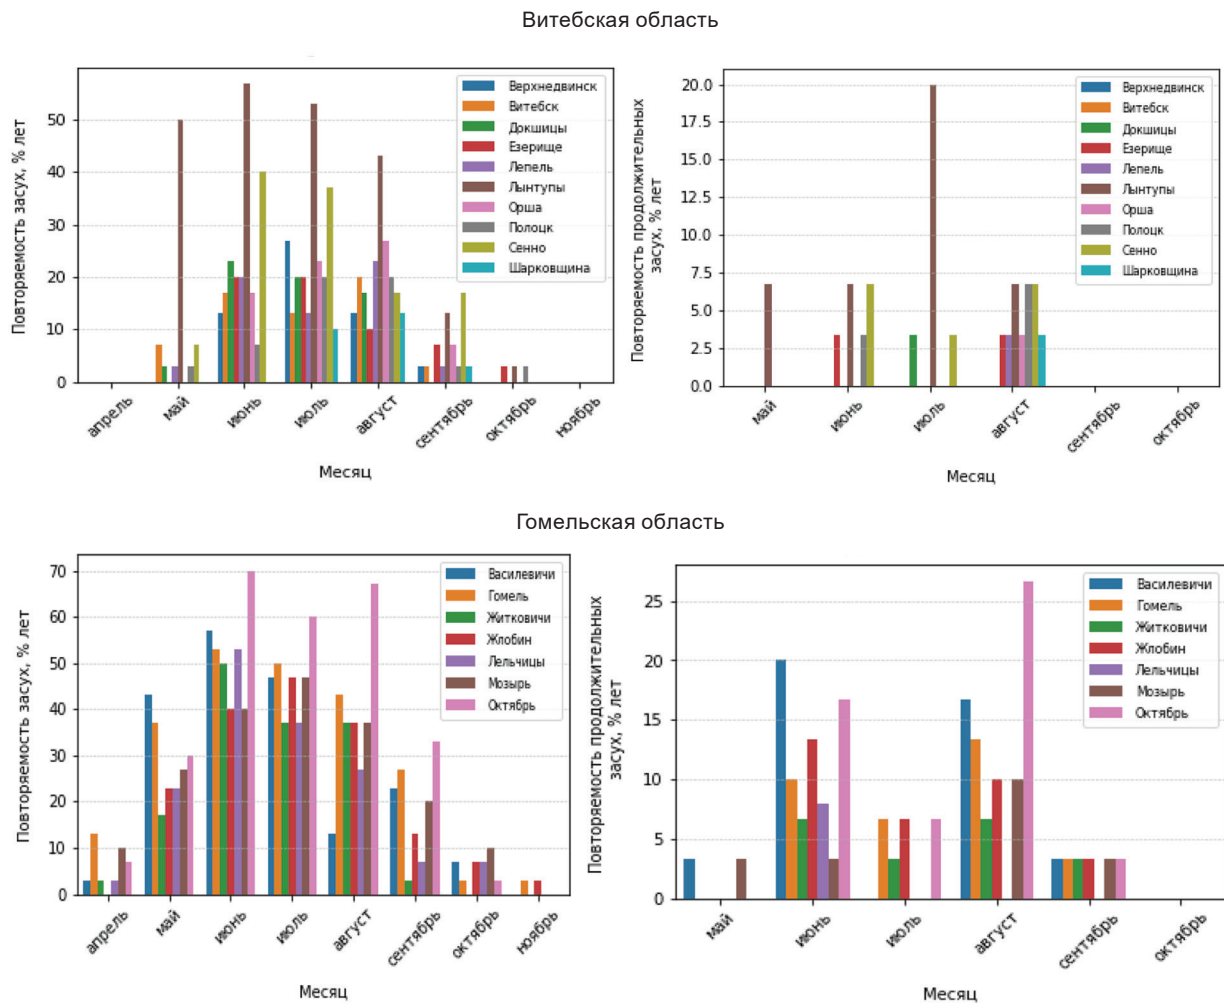 Витебская область
Повторяемость засух, % лет
50
40
30
20
10
0
Верхнедвинск
Витебск
Докшицы
Езерище
Лепель
Лынтупы
Орша
Полоцк
Сенно
Шарковщина
апрель
май
июнь
июль
август
сентябрь
октябрь
ноябрь
Месяц
Повторяемость продолжительных
засух, % лет
20.0
17.5
15.0
12.5
10.0
7.5
5.0
2.5
0.0
Верхнедвинск
Витебск
Докшицы
Езерище
Лепель
Лынтупы
Орша
Полоцк
Сенно
Шарковщина
май
июнь
июль
август
сентябрь
октябрь
Месяц
Гомельская область
Повторяемость засух, % лет
70
60
50
40
30
20
10
0
Василевичи
Гомель
Житковичи
Жлобин
Лельчицы
Мозырь
Октябрь
апрель
май
июнь
июль
август
сентябрь
октябрь
ноябрь
Месяц
Повторяемость продолжительных
засух, % лет
25
20
15
10
5
0
Василевичи
Гомель
Житковичи
Жлобин
Лельчицы
Мозырь
Октябрь
май
июнь
июль
август
сентябрь
октябрь
Месяц